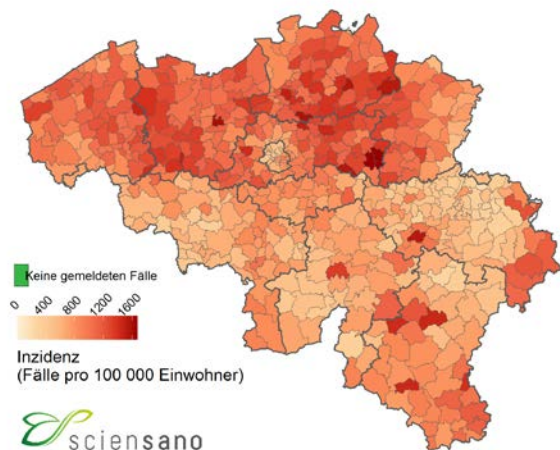 Keine gemeldeten Fälle
0 400 800 1200 1600
Inzidenz
(Fälle pro 100 000 Einwohner)
sciensano